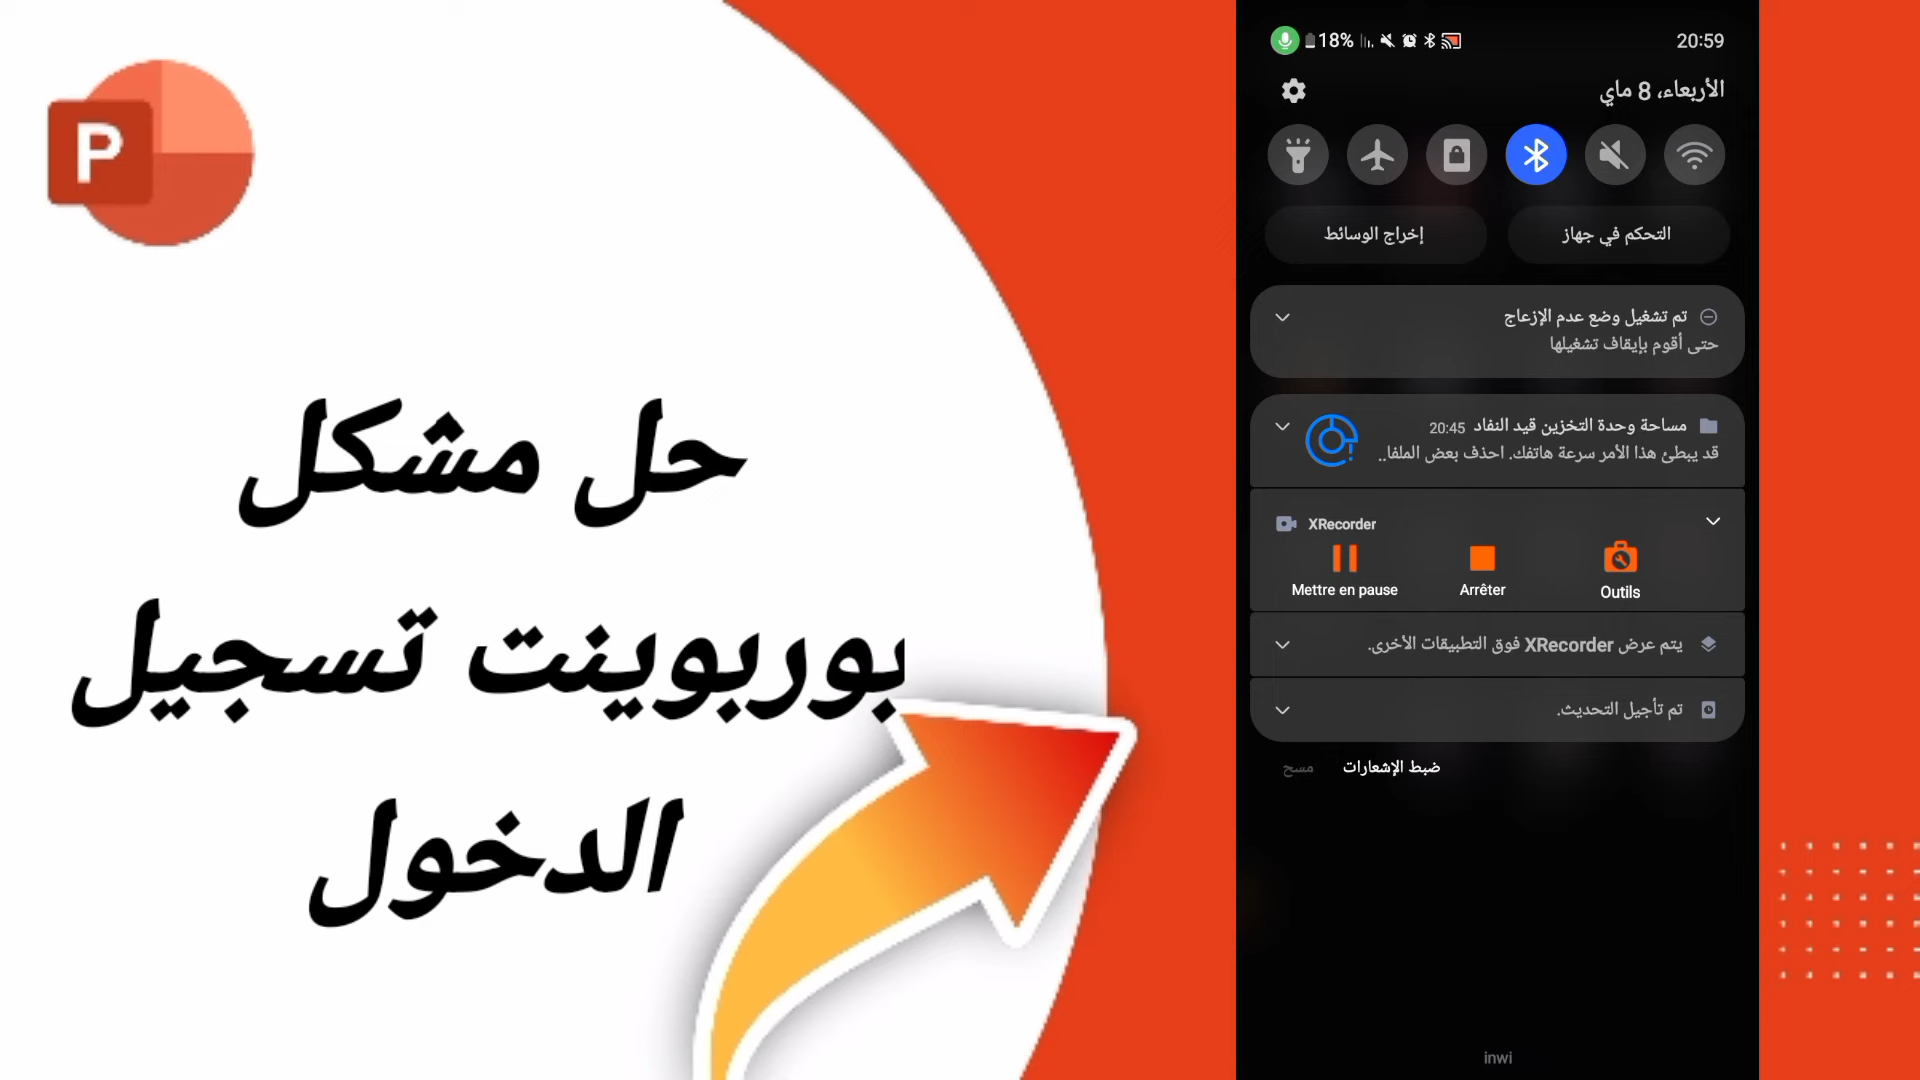 P
حل مشكل
بوربوينت تسجيل
الدخول
18%
20:59
الأربعاء، 8 ماي
التحكم في جهاز
إخراج الوسائط
تم تشغيل وضع عدم الإزعاج
حتى أقوم بإيقاف تشغيلها
مساحة وحدة التخزين قيد النفاد 20:45
قد يبطئ هذا الأمر سرعة هاتفك. احذف بعض الملفا..
XRecorder
Mettre en pause Arrêter Outils
يتم عرض XRecorder فوق التطبيقات الأخرى.
تم تأجيل التحديث.
ضبط الإشعارات مسح
inwi